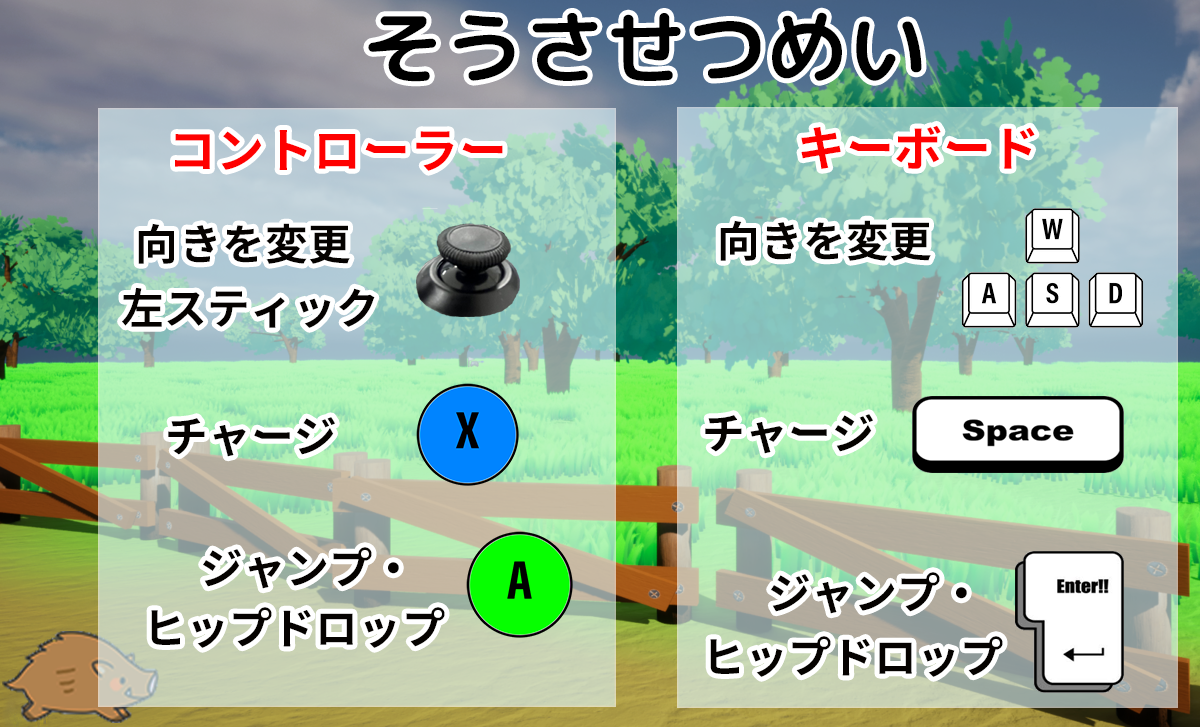 そうさせつめい
コントローラー
向きを変更
左スティック
チャージ
X
ジャンプ・
ヒップドロップ
A
キーボード
向きを変更
W
A S D
チャージ
Space
ジャンプ・
ヒップドロップ
Enter!!